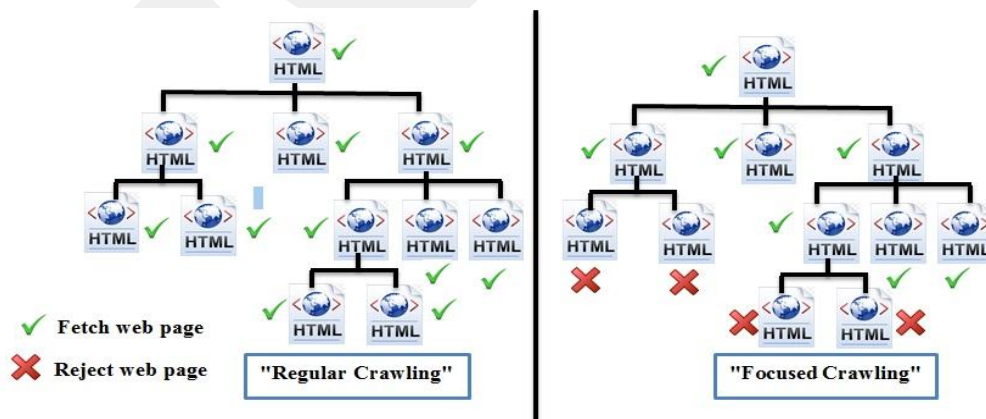 HTML
HTML
HTML HTML HTML
HTML HTML HTML
HTML HTML HTML HTML HTML
HTML HTML HTML HTML HTML
HTML HTML
HTML HTML
Fetch web page
Reject web page
"Regular Crawling"
"Focused Crawling"